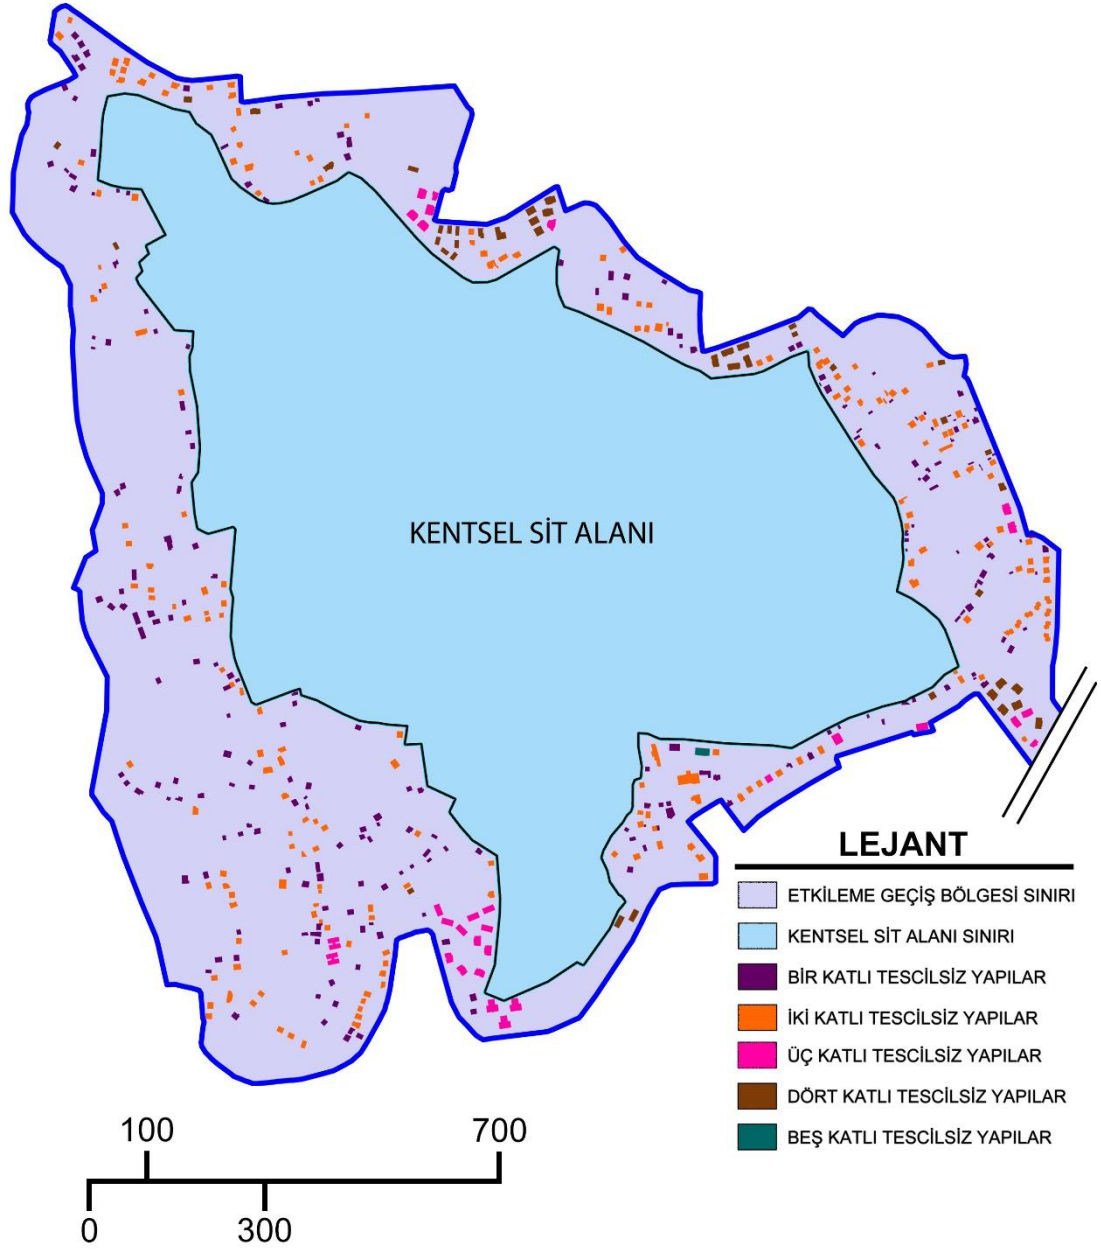 KENTSEL SİT ALANI
LEJANT
ETKİLEME GEÇİŞ BÖLGESİ SINIRI
KENTSEL SİT ALANI SINIRI
BİR KATLI TESCİLSİZ YAPILAR
İKİ KATLI TESCİLSİZ YAPILAR
ÜÇ KATLI TESCİLSİZ YAPILAR
DÖRT KATLI TESCİLSİZ YAPILAR
BEŞ KATLI TESCİLSİZ YAPILAR
100 700
0 300